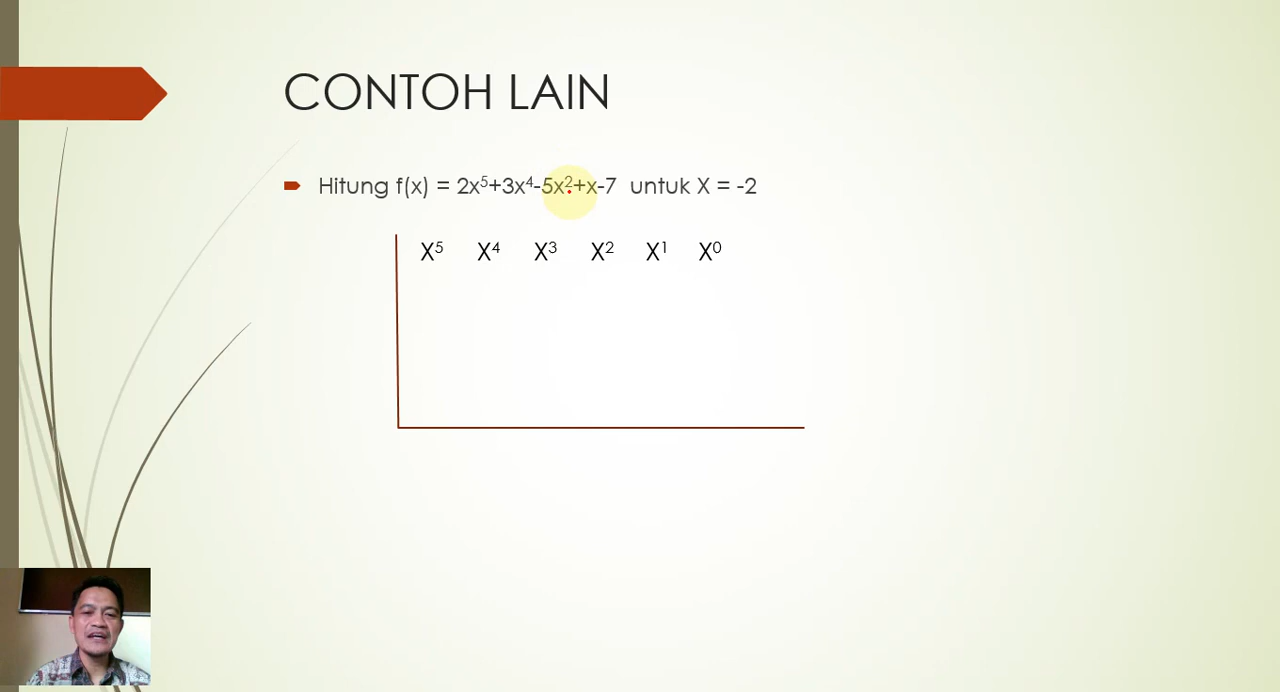 CONTOH LAIN
Hitung f(x) = 2x⁵+3x⁴-5x²+x-7 untuk X = -2
X⁵ X⁴ X³ X² X¹ X⁰